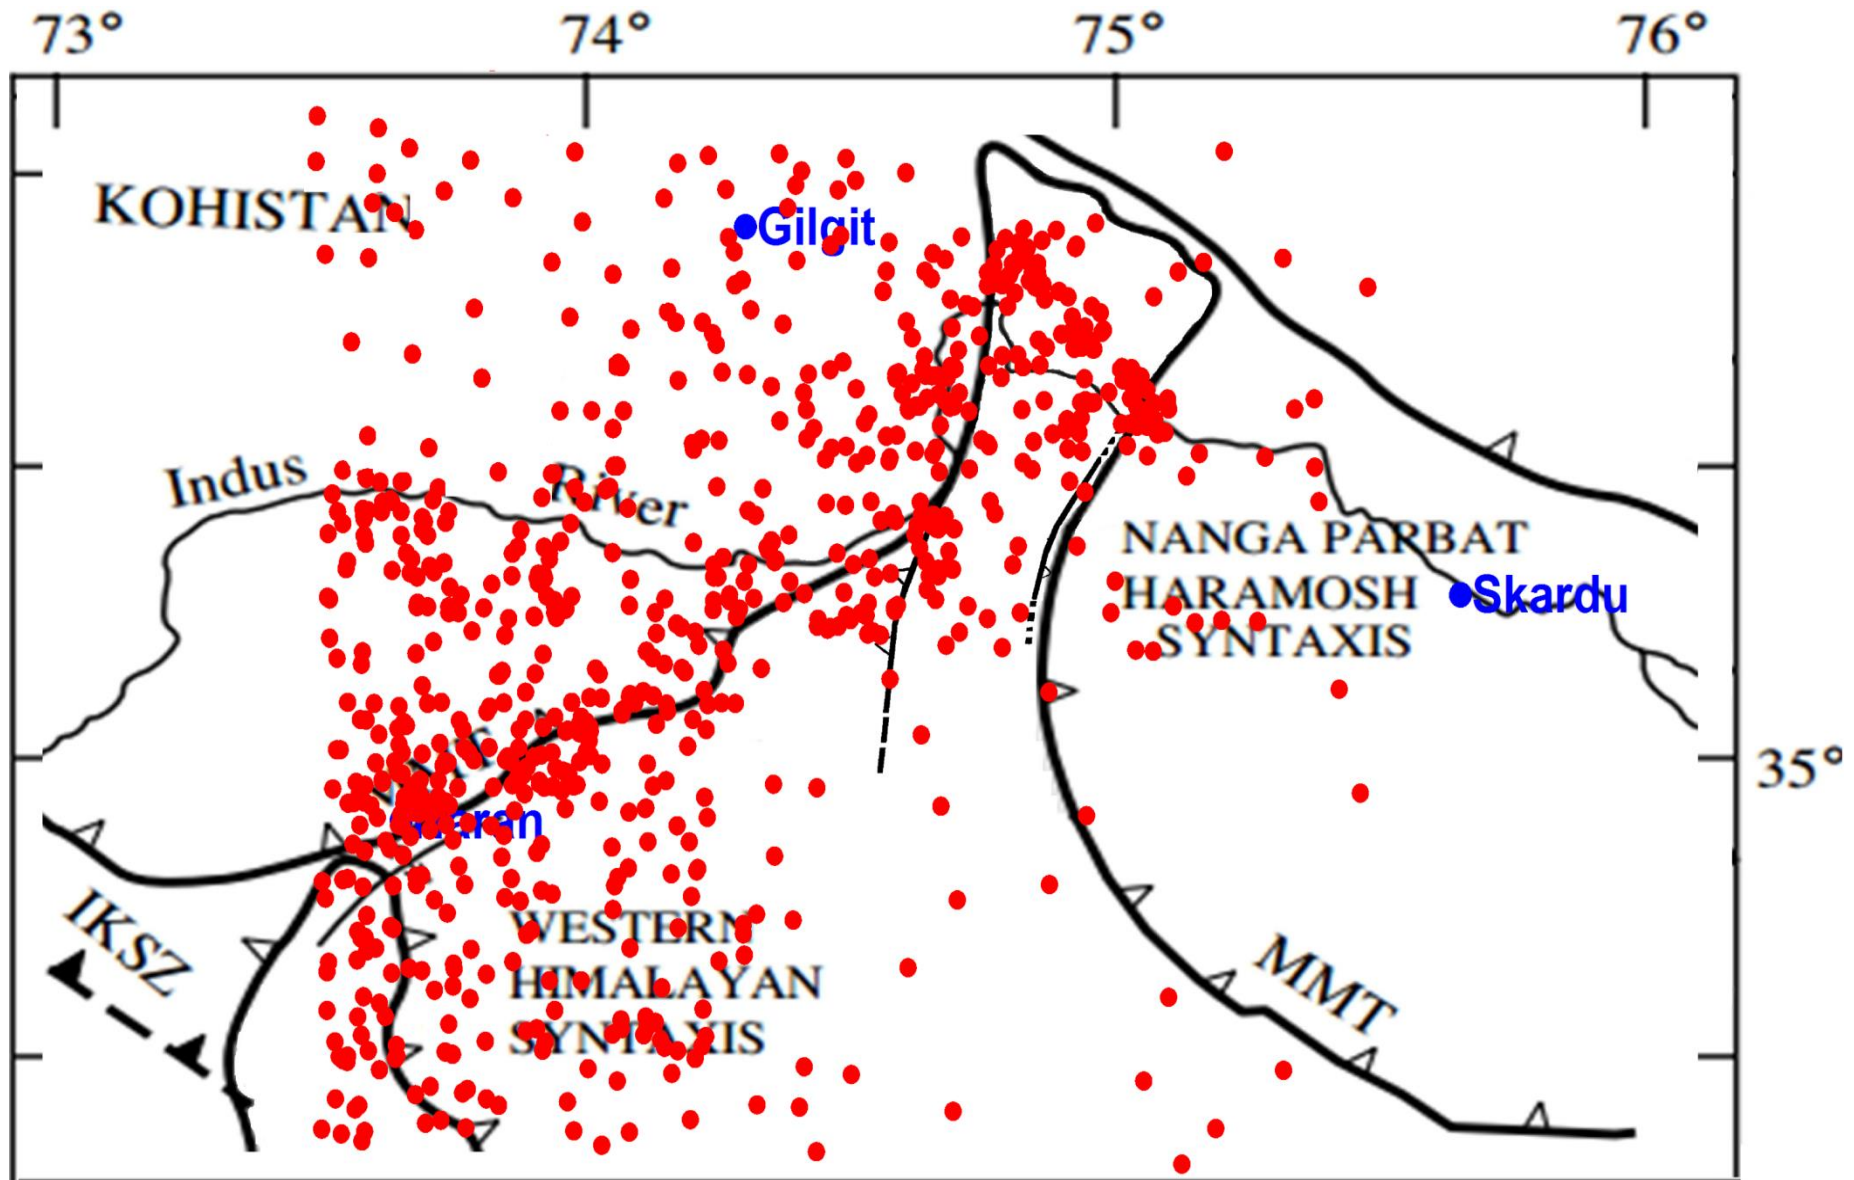 73° 74° 75° 76°
KOHISTAN
Gilgit
Indus River
NANGA PARBAT
HARAMOSH
SYNTAXIS
Skardu
35°
IKSZ
WESTERN
HIMALAYAN
SYNTAXIS
MMT